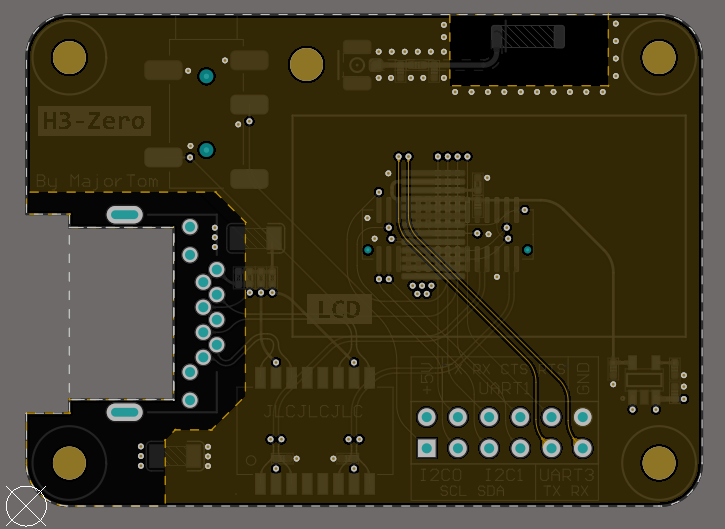 H3-Zero
By MajorTom
LCD
+5V TX RX CTS RTS GND
UART1
JLCJLCJLC
I2C0 I2C1 UART3
SCL SDA TX RX